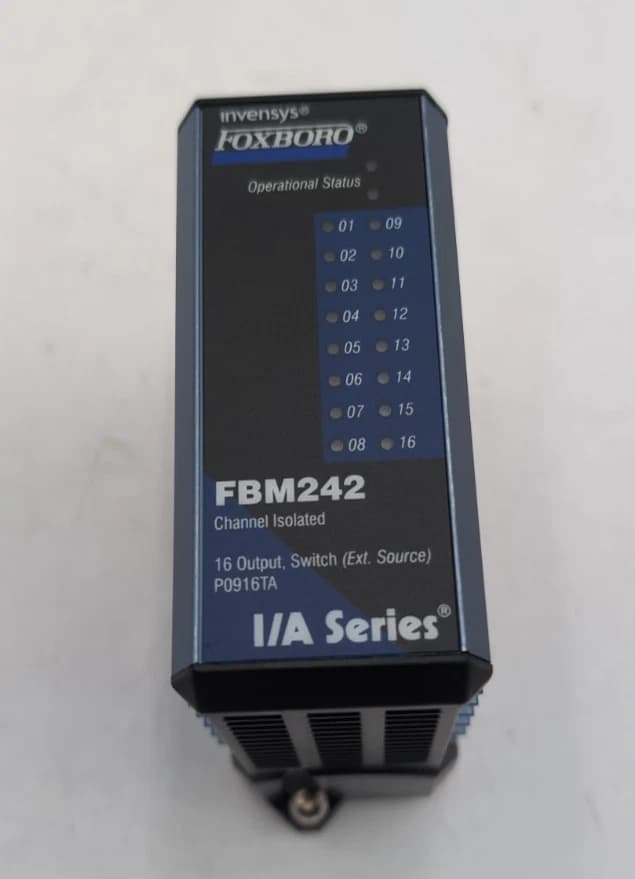 invensys®
FOXBORO®
Operational Status
01 09
02 10
03 11
04 12
05 13
06 14
07 15
08 16
FBM242
Channel Isolated
16 Output, Switch (Ext. Source)
P0916TA
I/A Series®